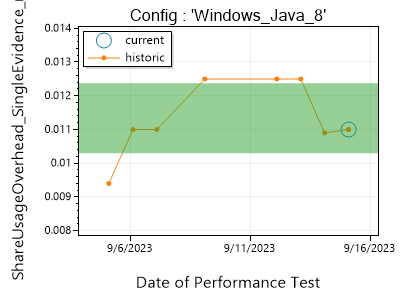 Config : 'Windows_Java_8'
current
historic
0.014
0.013
0.012
0.011
0.01
0.009
0.008
ShareUsageOverhead_SingleEvidence_
9/6/2023
9/11/2023
9/16/2023
Date of Performance Test